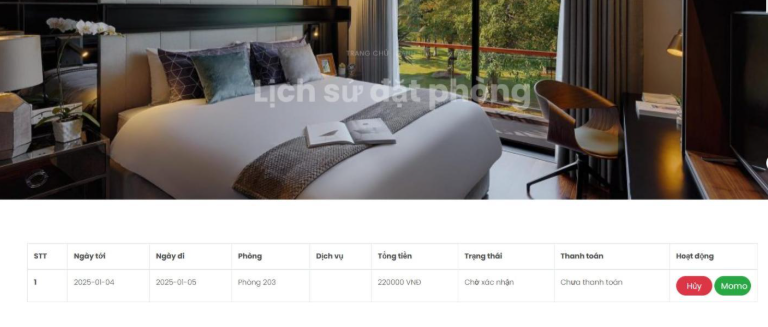 TRANG CHỦ
Lịch sử đặt phòng
STT Ngày tới Ngày đi Phòng Dịch vụ Tổng tiền Trạng thái Thanh toán Hoạt động
1 2025-01-04 2025-01-05 Phòng 203 220000 VNĐ Chờ xác nhận Chưa thanh toán Hủy Momo